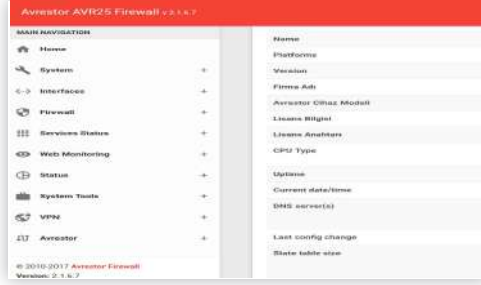 Avrestor AVR25 Firewall v 2.1.6.7
MAIN NAVIGATION
Home
System +
Interfaces +
Firewall +
Services Status +
Web Monitoring +
Status +
System Tools +
VPN +
Avrestor +
© 2010-2017 Avrestor Firewall
Version: 2.1.6.7
Name
Platforms
Version
Firma Adı
Avrestor Cihaz Modeli
Lisans Bilgisi
Lisans Anahtarı
CPU Type
Uptime
Current date/time
DNS server(s)
Last config change
State table size